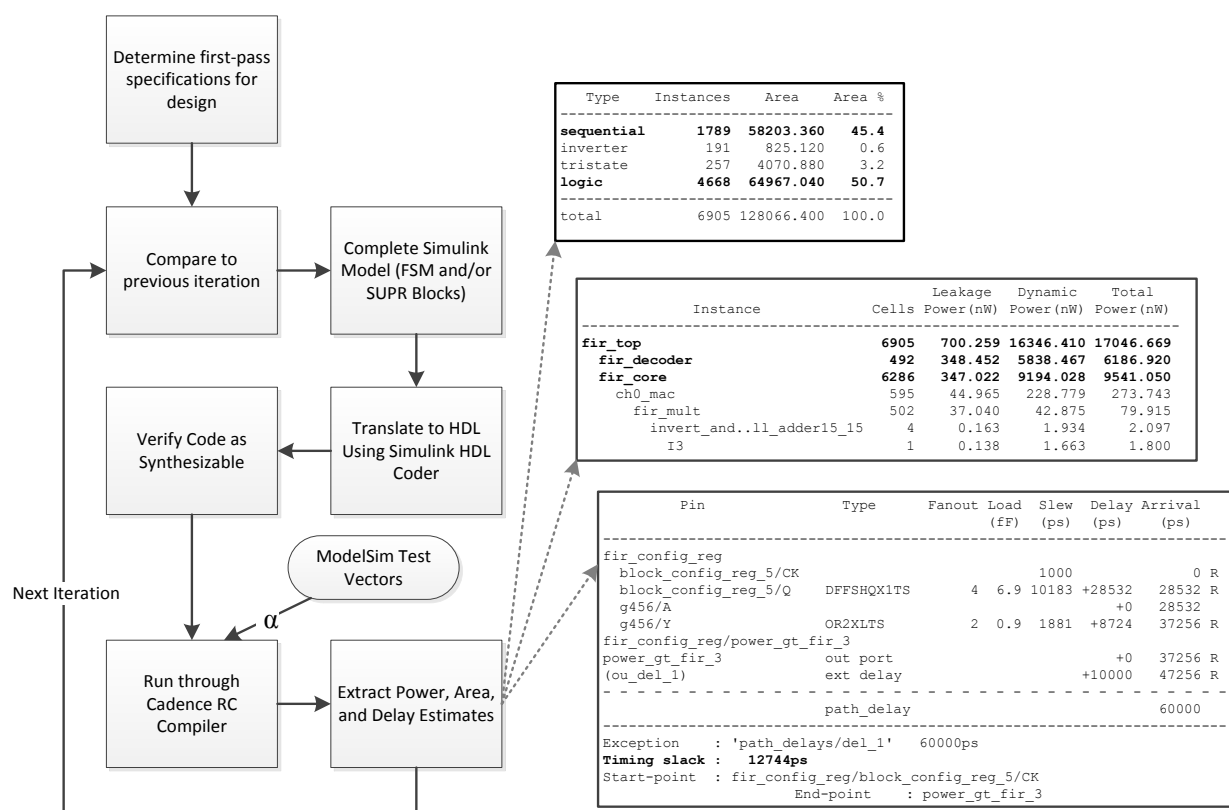 Determine first-pass
specifications for
design
Compare to
previous iteration
Complete Simulink
Model (FSM and/or
SUPR Blocks)
Verify Code as
Synthesizable
Translate to HDL
Using Simulink HDL
Coder
ModelSim Test
Vectors
α
Next Iteration
Run through
Cadence RC
Compiler
Extract Power, Area,
and Delay Estimates
Type Instances Area Area %
sequential 1789 58203.360 45.4
inverter 191 825.120 0.6
tristate 257 4070.880 3.2
logic 4668 64967.040 50.7
total 6905 128066.400 100.0
Leakage Dynamic Total
Instance Cells Power(nW) Power(nW) Power(nW)
fir_top 6905 700.259 16346.410 17046.669
fir_decoder 492 348.452 5838.467 6186.920
fir_core 6286 347.022 9194.028 9541.050
ch0_mac 595 44.965 228.779 273.743
fir_mult 502 37.040 42.875 79.915
invert_and..ll_adder15_15 4 0.163 1.934 2.097
I3 1 0.138 1.663 1.800
Pin Type Fanout Load Slew Delay Arrival
(fF) (ps) (ps) (ps)
fir_config_reg
block_config_reg_5/CK 1000 0 R
block_config_reg_5/Q DFFSHQX1TS 4 6.9 10183 +28532 28532 R
g456/A +0 28532
g456/Y OR2XLTS 2 0.9 1881 +8724 37256 R
fir_config_reg/power_gt_fir_3
power_gt_fir_3 out port +0 37256 R
(ou_del_1) ext delay +10000 47256 R
path_delay 60000
Exception : 'path_delays/del_1' 60000ps
Timing slack : 12744ps
Start-point : fir_config_reg/block_config_reg_5/CK
End-point : power_gt_fir_3